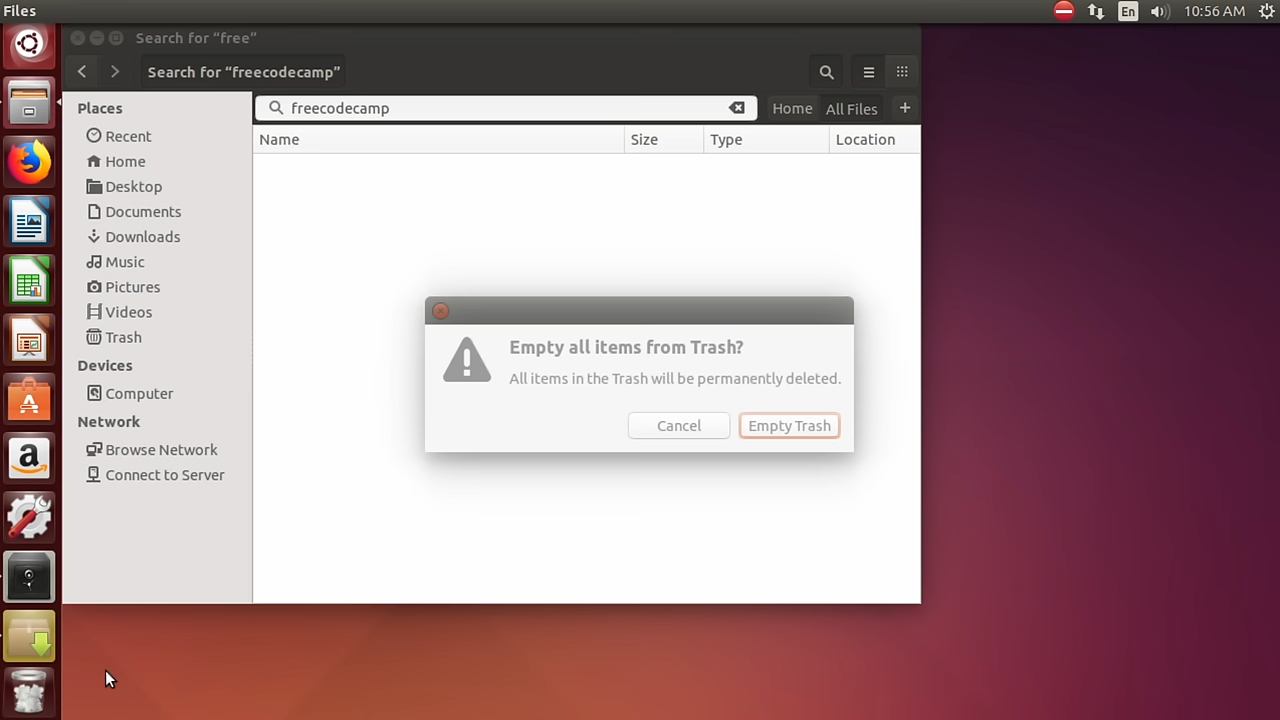 Files
En
10:56 AM
Search for “free”
Search for “freecodecamp”
freecodecamp
Home
All Files
+
Name
Size
Type
Location
Places
Recent
Home
Desktop
Documents
Downloads
Music
Pictures
Videos
Trash
Devices
Computer
Network
Browse Network
Connect to Server
Empty all items from Trash?
All items in the Trash will be permanently deleted.
Cancel
Empty Trash